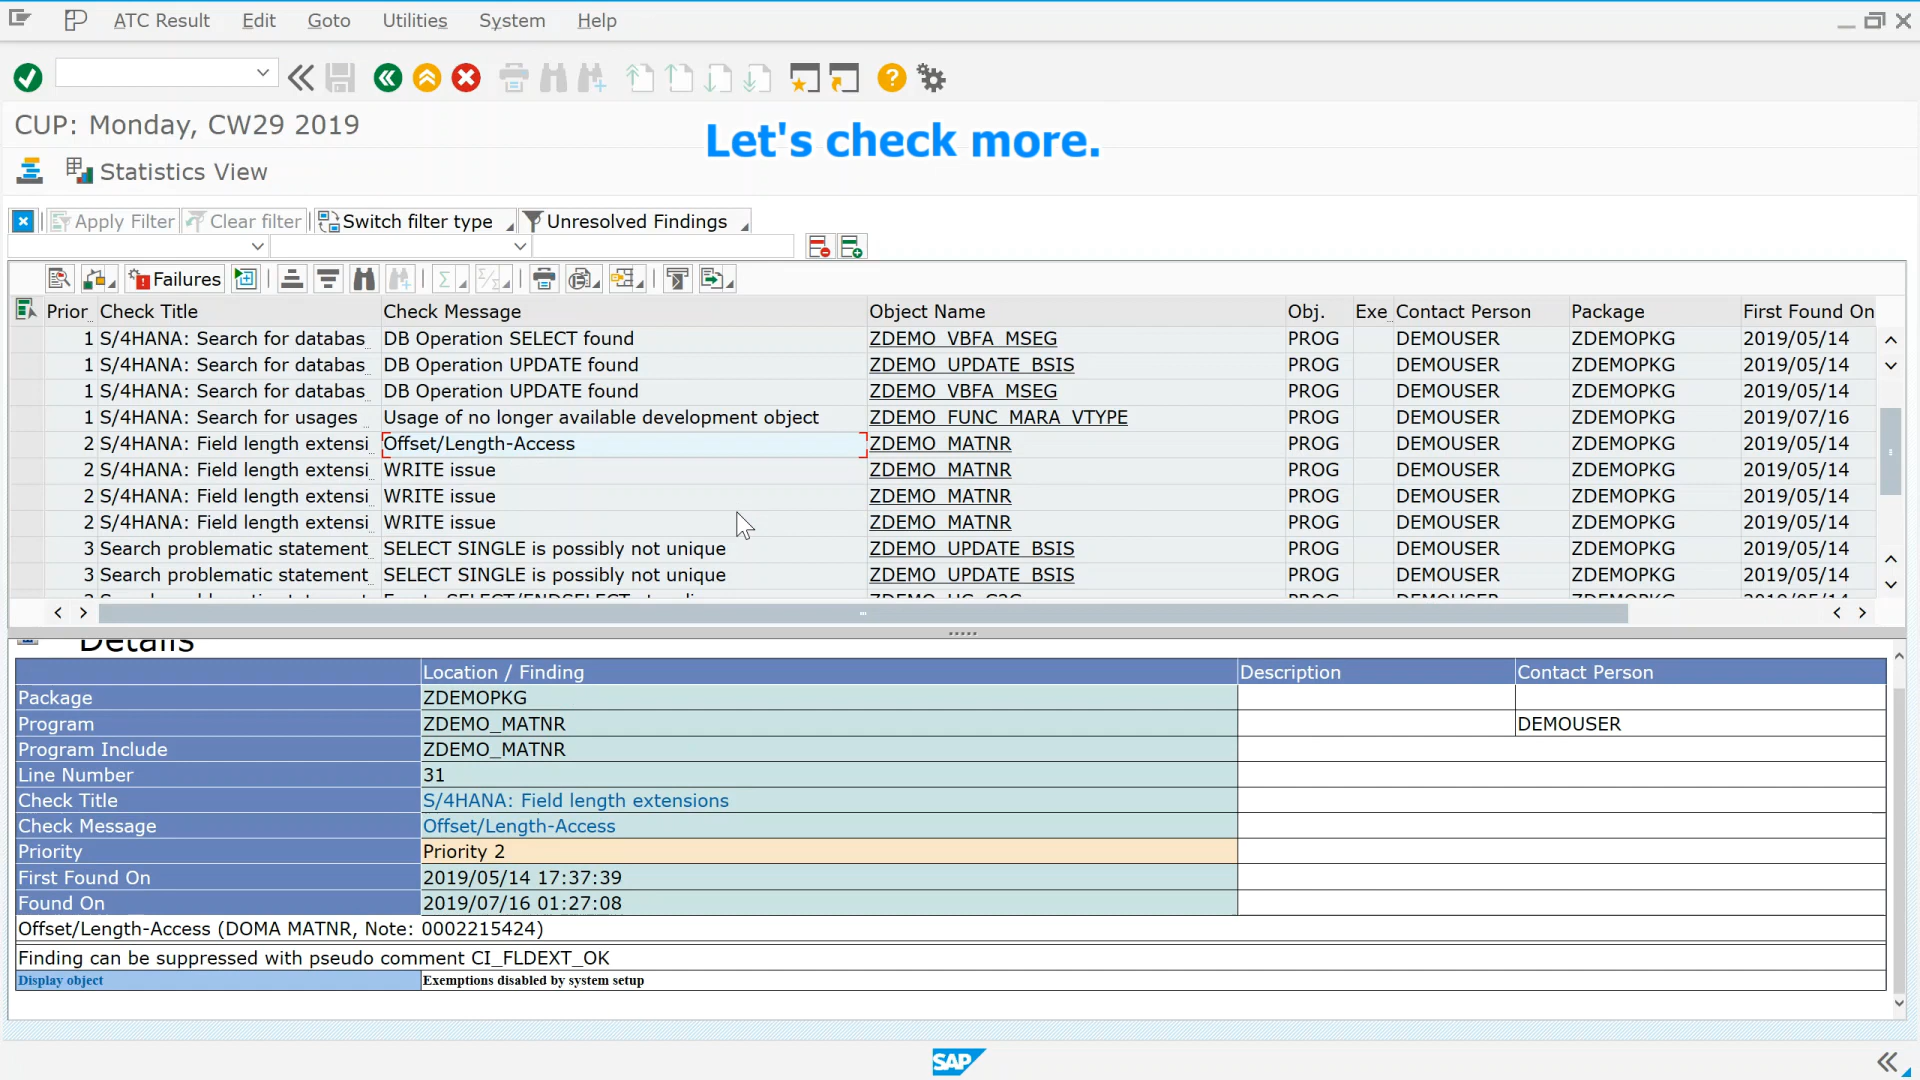 ATC Result Edit Goto Utilities System Help
CUP: Monday, CW29 2019
Let's check more.
Statistics View
Apply Filter Clear filter Switch filter type Unresolved Findings
Failures
Prior Check Title Check Message Object Name Obj. Exe Contact Person Package First Found On
1 S/4HANA: Search for databas DB Operation SELECT found ZDEMO_VBFA_MSEG PROG DEMOUSER ZDEMOPKG 2019/05/14
1 S/4HANA: Search for databas DB Operation UPDATE found ZDEMO_UPDATE_BSIS PROG DEMOUSER ZDEMOPKG 2019/05/14
1 S/4HANA: Search for databas DB Operation UPDATE found ZDEMO_VBFA_MSEG PROG DEMOUSER ZDEMOPKG 2019/05/14
1 S/4HANA: Search for usages Usage of no longer available development object ZDEMO_FUNC_MARA_VTYPE PROG DEMOUSER ZDEMOPKG 2019/07/16
2 S/4HANA: Field length extensi Offset/Length-Access ZDEMO_MATNR PROG DEMOUSER ZDEMOPKG 2019/05/14
2 S/4HANA: Field length extensi WRITE issue ZDEMO_MATNR PROG DEMOUSER ZDEMOPKG 2019/05/14
2 S/4HANA: Field length extensi WRITE issue ZDEMO_MATNR PROG DEMOUSER ZDEMOPKG 2019/05/14
2 S/4HANA: Field length extensi WRITE issue ZDEMO_MATNR PROG DEMOUSER ZDEMOPKG 2019/05/14
3 Search problematic statement SELECT SINGLE is possibly not unique ZDEMO_UPDATE_BSIS PROG DEMOUSER ZDEMOPKG 2019/05/14
3 Search problematic statement SELECT SINGLE is possibly not unique ZDEMO_UPDATE_BSIS PROG DEMOUSER ZDEMOPKG 2019/05/14
Details
Location / Finding Description Contact Person
Package ZDEMOPKG
Program ZDEMO_MATNR DEMOUSER
Program Include ZDEMO_MATNR
Line Number 31
Check Title S/4HANA: Field length extensions
Check Message Offset/Length-Access
Priority Priority 2
First Found On 2019/05/14 17:37:39
Found On 2019/07/16 01:27:08
Offset/Length-Access (DOMA MATNR, Note: 0002215424)
Finding can be suppressed with pseudo comment CI_FLDEXT_OK
Display object Exemptions disabled by system setup
SAP